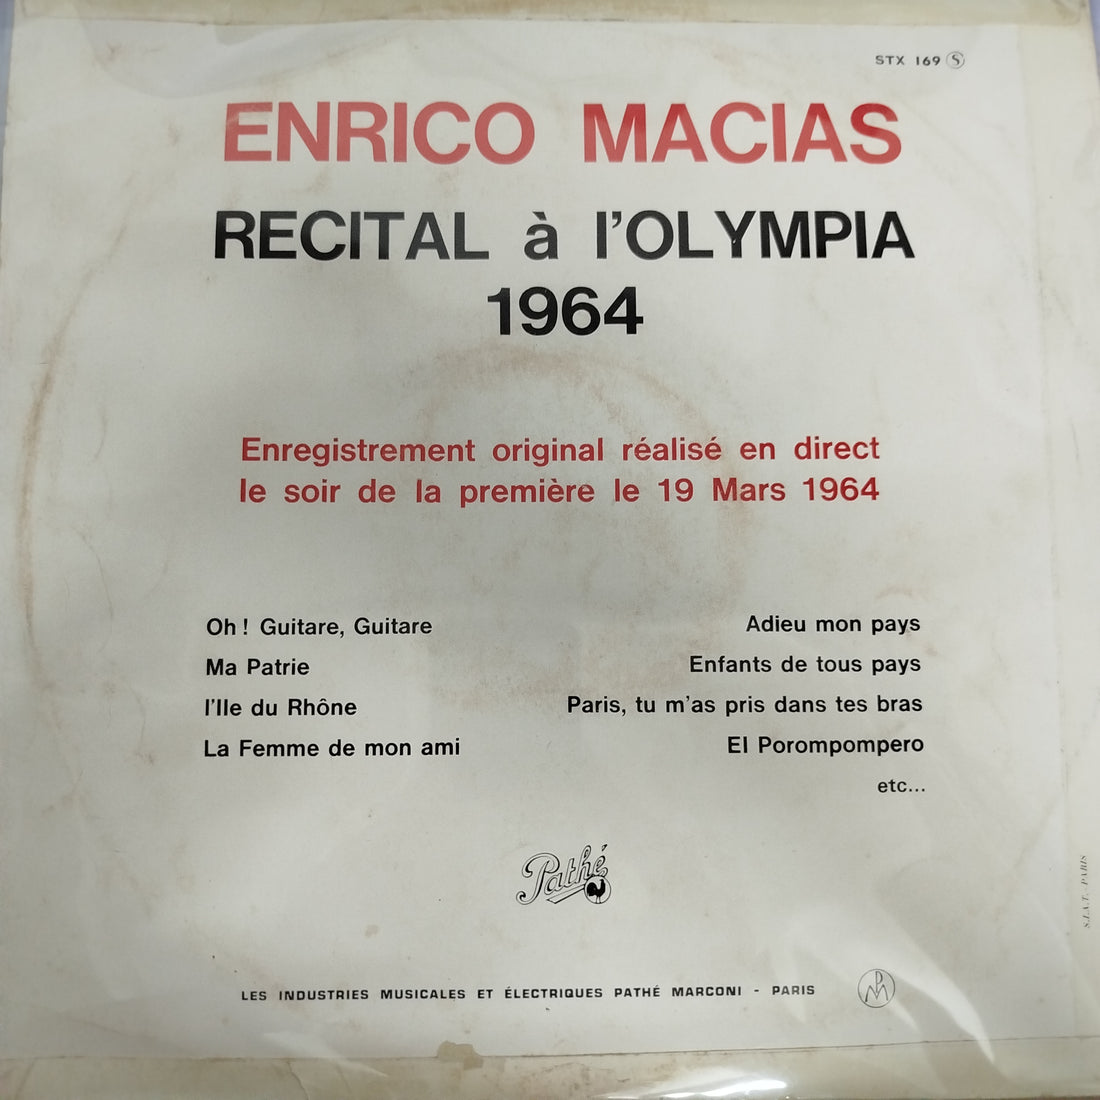 STX 169 S
ENRICO MACIAS
RECITAL à l'OLYMPIA
1964
Enregistrement original réalisé en direct
le soir de la première le 19 Mars 1964
Oh ! Guitare, Guitare
Ma Patrie
l'Ile du Rhône
La Femme de mon ami
Adieu mon pays
Enfants de tous pays
Paris, tu m'as pris dans tes bras
El Porompompero
etc...
Pathé
LES INDUSTRIES MUSICALES ET ÉLECTRIQUES PATHÉ MARCONI - PARIS
PM
S.I.A.T. - PARIS